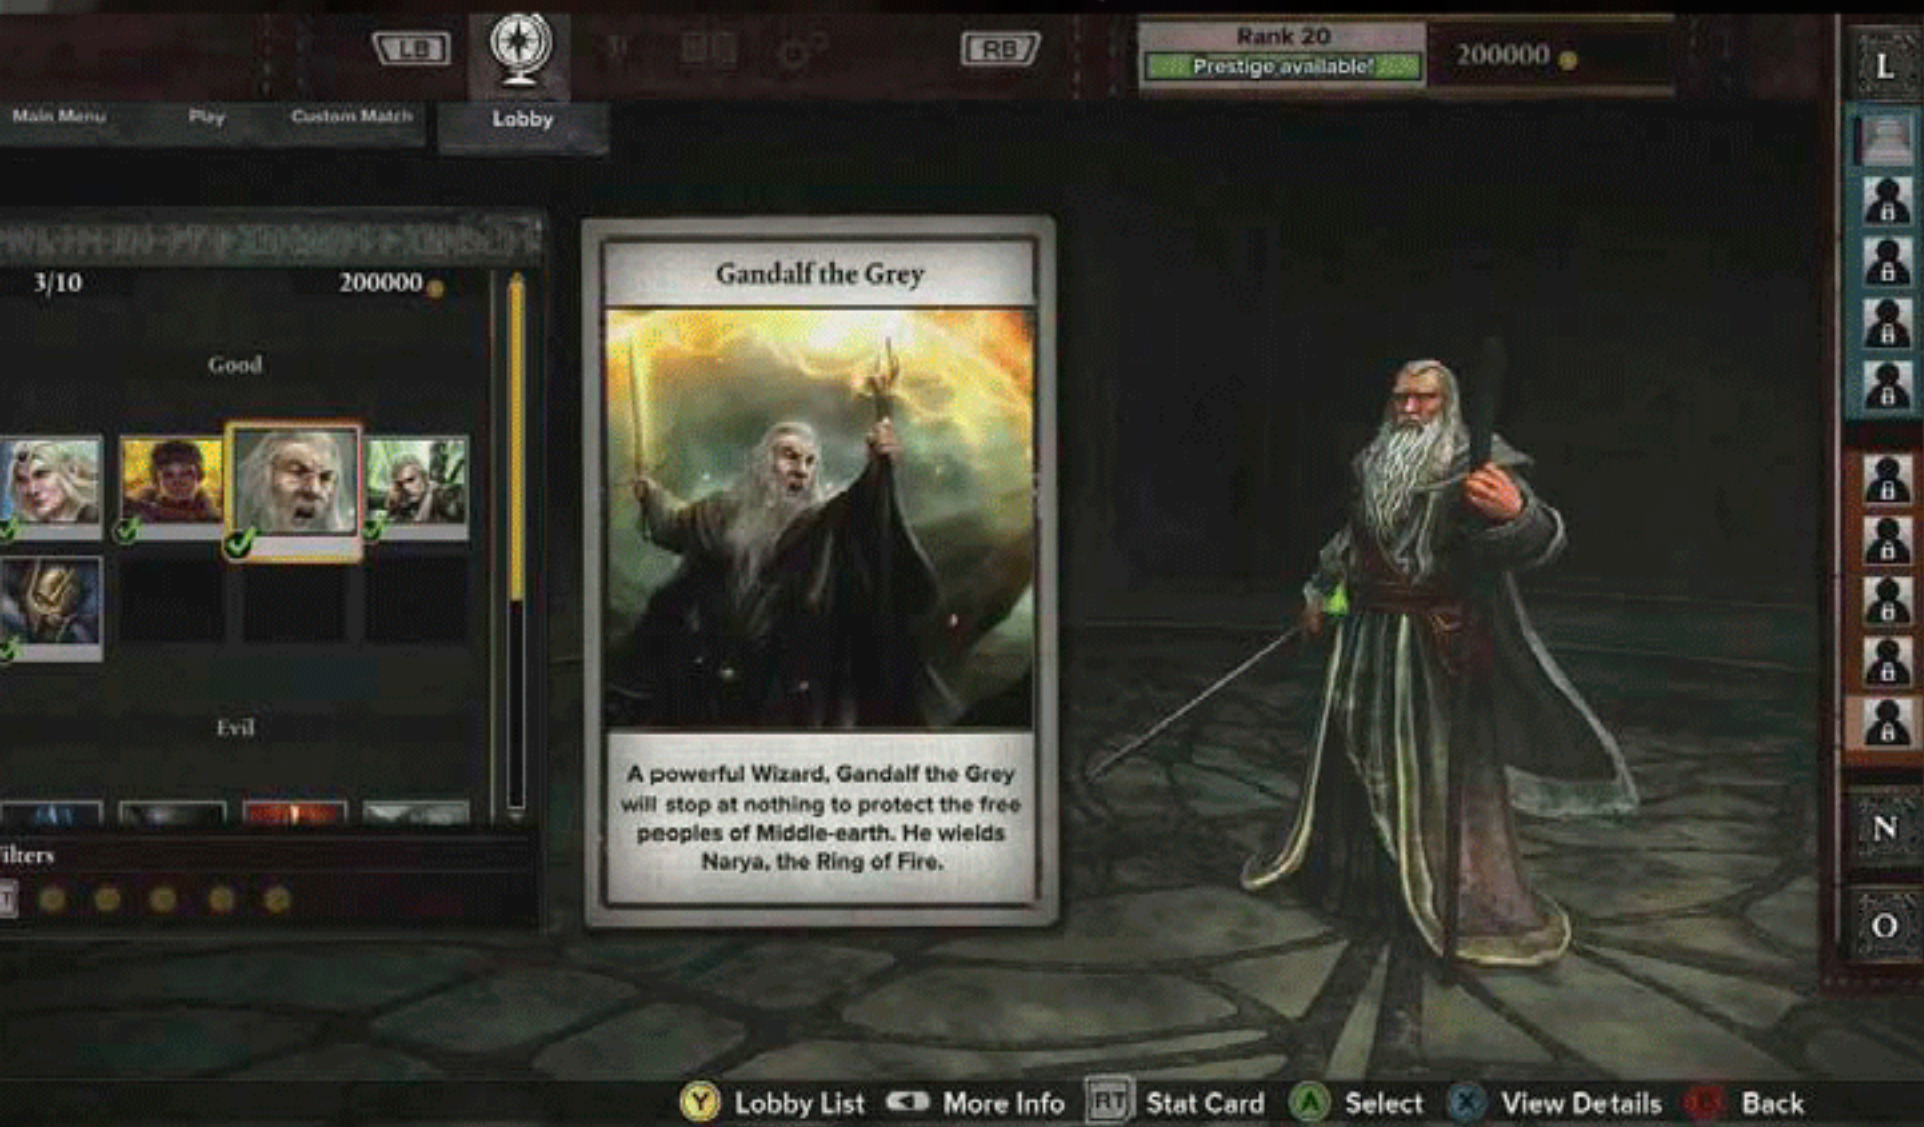 LB
RB
Rank 20
Prestige available!
200000
L
Main Menu
Play
Custom Match
Lobby
3/10
200000
Good
Evil
Gandalf the Grey
A powerful Wizard, Gandalf the Grey
will stop at nothing to protect the free
peoples of Middle-earth. He wields
Narya, the Ring of Fire.
N
O
Y Lobby List
More Info
RT Stat Card
A Select
X View Details
Back